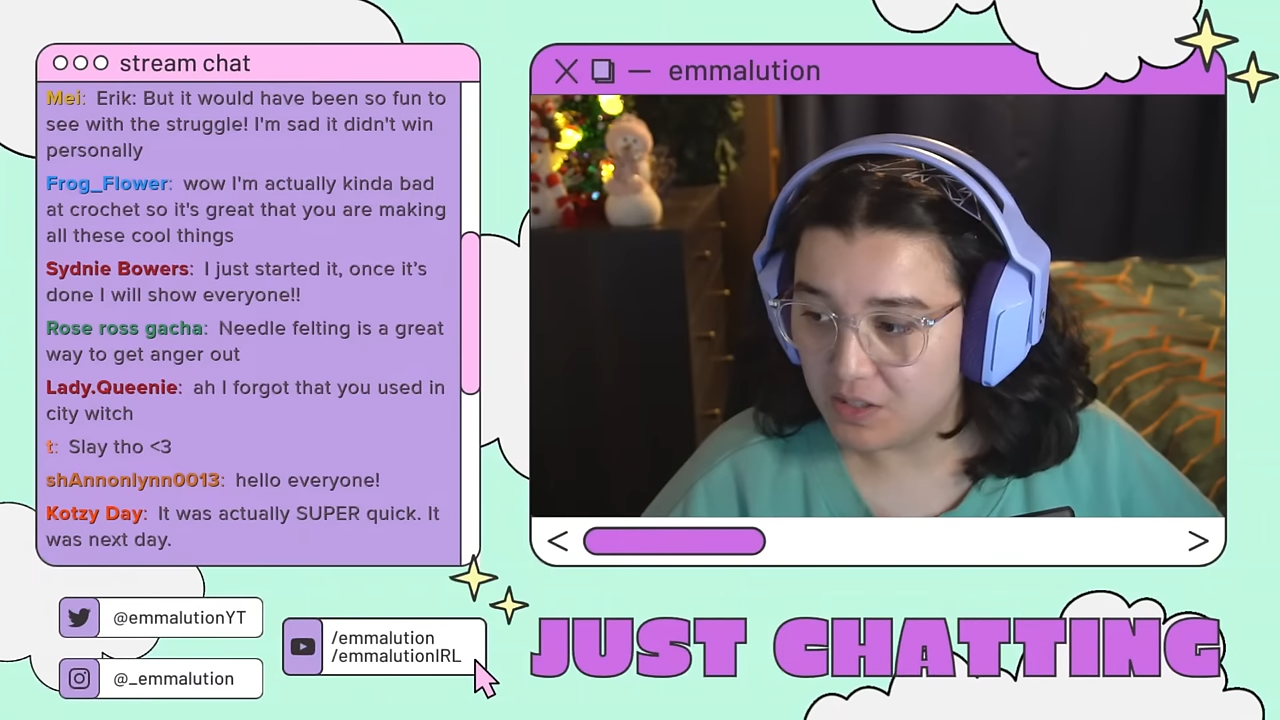 stream chat
Mei: Erik: But it would have been so fun to
see with the struggle! I'm sad it didn't win
personally
Frog_Flower: wow I'm actually kinda bad
at crochet so it's great that you are making
all these cool things
Sydnie Bowers: I just started it, once it’s
done I will show everyone!!
Rose ross gacha: Needle felting is a great
way to get anger out
Lady.Queenie: ah I forgot that you used in
city witch
t: Slay tho <3
shAnnonlynn0013: hello everyone!
Kotzy Day: It was actually SUPER quick. It
was next day.
emmalution
@emmalutionYT
@_emmalution
/emmalution
/emmalutionIRL
JUST CHATTING